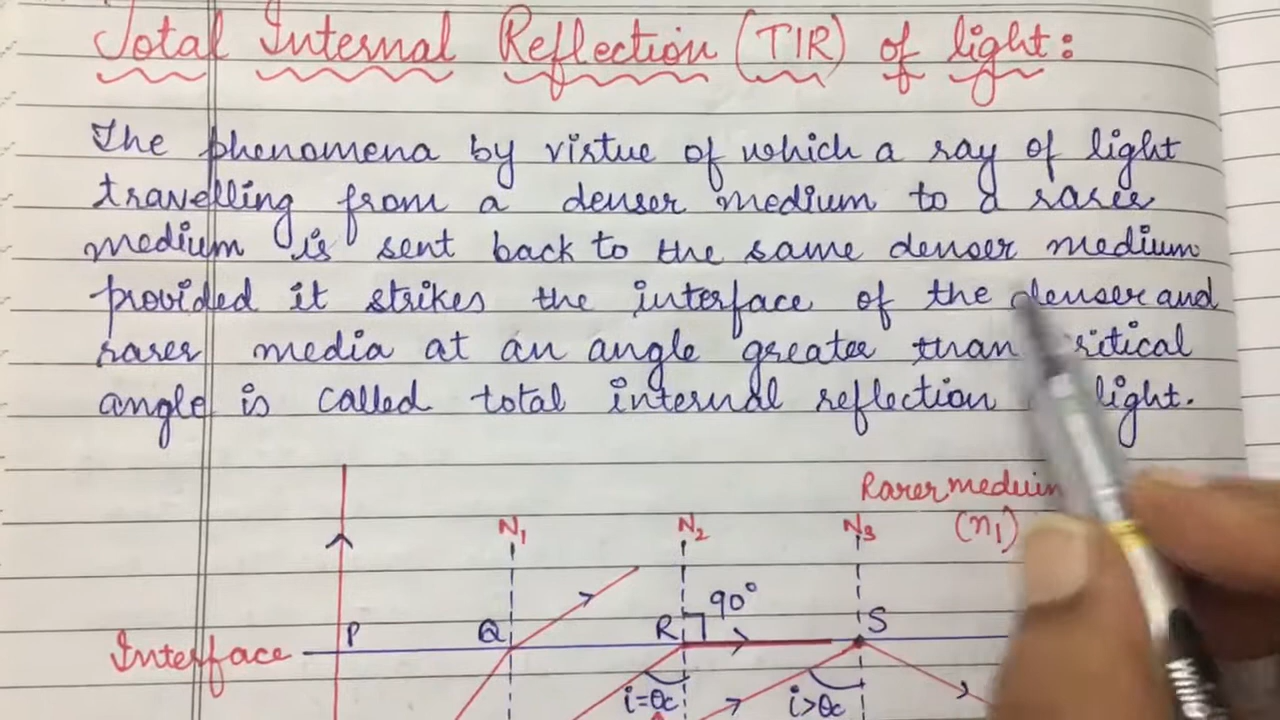 Total Internal Reflection (TIR) of light:
The phenomena by virtue of which a ray of light
travelling from a denser medium to a rarer
medium is sent back to the same denser medium
provided it strikes the interface of the denser and
rarer media at an angle greater than critical
angle is called total internal reflection light.
Rarer medium
(n₁)
N₁ N₂ N₃
90°
P Q R S
Interface
i=θc i>θc